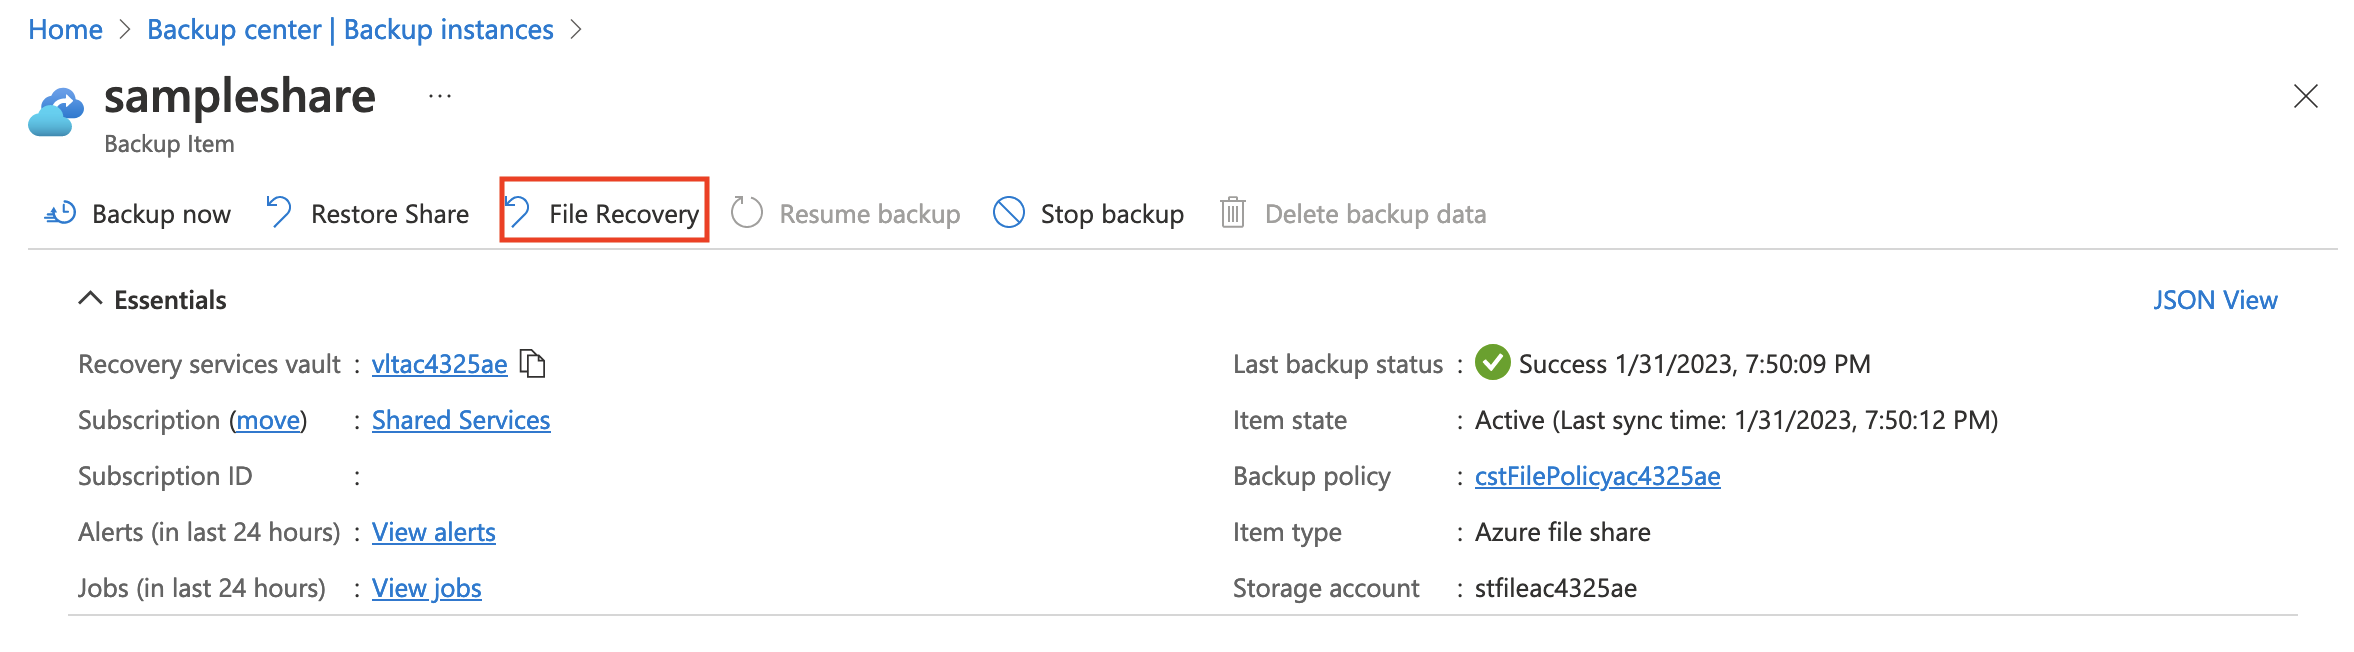 Home > Backup center | Backup instances >
sampleshare ...
Backup Item
Backup now Restore Share File Recovery Resume backup Stop backup Delete backup data
Essentials JSON View
Recovery services vault : vltac4325ae Last backup status : Success 1/31/2023, 7:50:09 PM
Subscription (move) : Shared Services Item state : Active (Last sync time: 1/31/2023, 7:50:12 PM)
Subscription ID : Backup policy : cstFilePolicyac4325ae
Alerts (in last 24 hours) : View alerts Item type : Azure file share
Jobs (in last 24 hours) : View jobs Storage account : stfileac4325ae